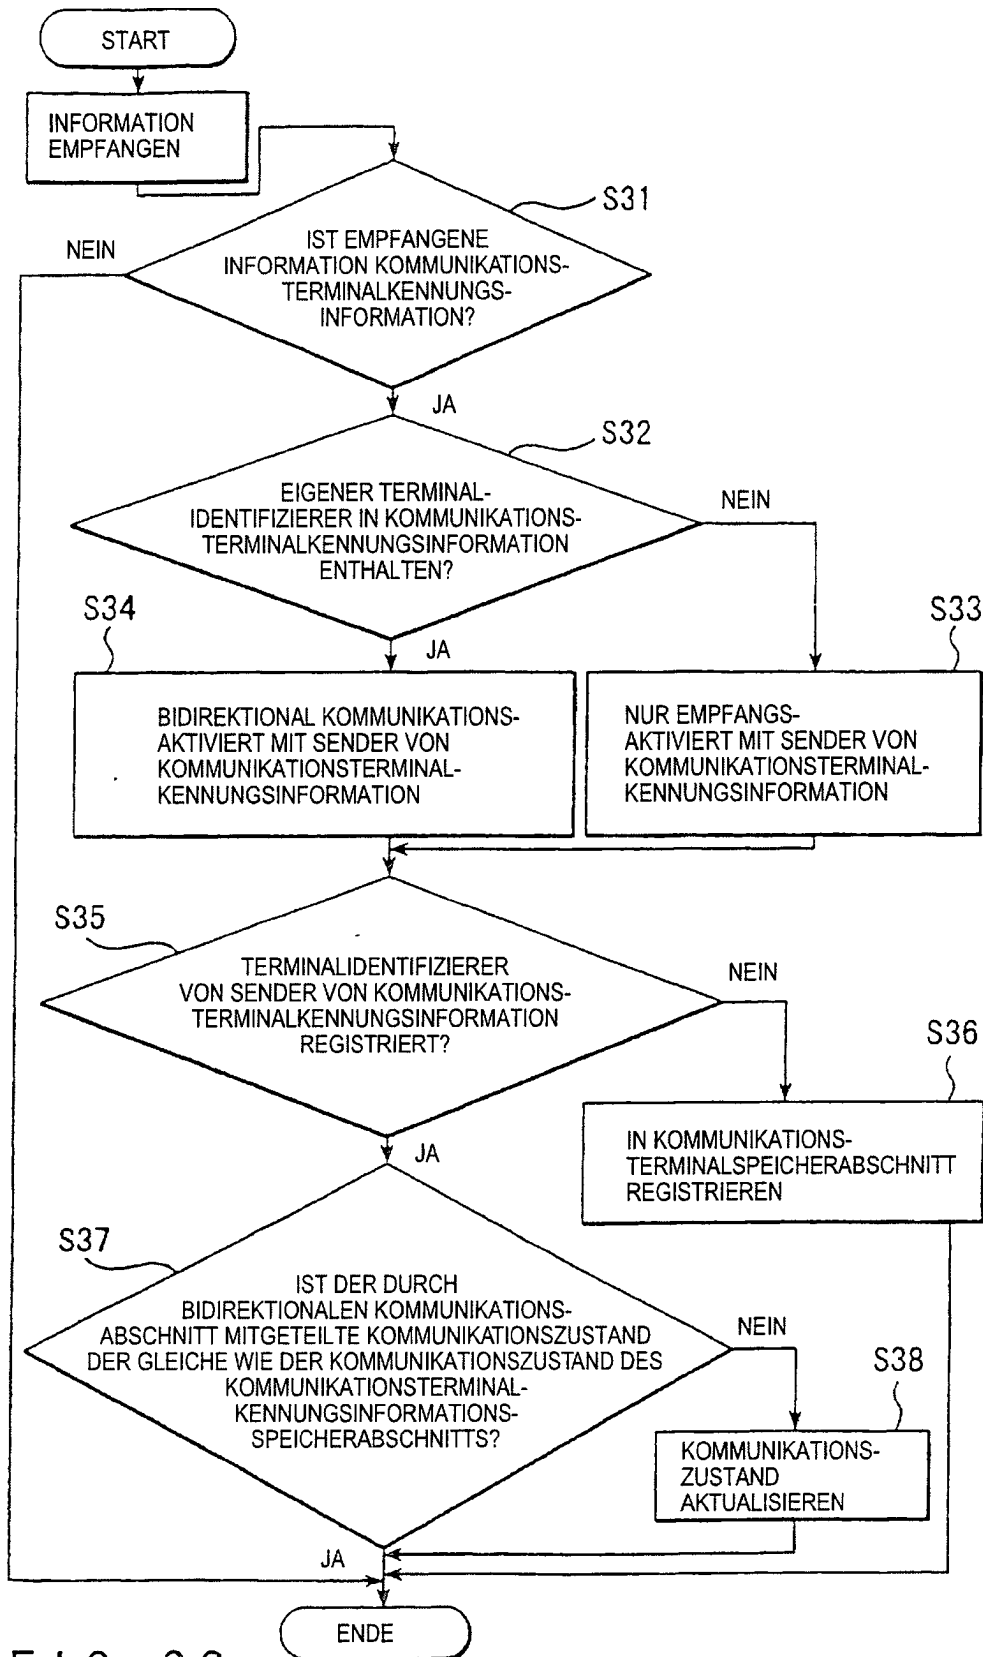 START
INFORMATION
EMPFANGEN
S31
NEIN
IST EMPFANGENE
INFORMATION KOMMUNIKATIONS-
TERMINALKENNUNGS-
INFORMATION?
JA
S32
EIGENER TERMINAL-
IDENTIFIZIERER IN KOMMUNIKATIONS-
TERMINALKENNUNGSINFORMATION
ENTHALTEN?
NEIN
S34
JA
S33
BIDIREKTIONAL KOMMUNIKATIONS-
AKTIVIERT MIT SENDER VON
KOMMUNIKATIONSTERMINAL-
KENNUNGSINFORMATION
NUR EMPFANGS-
AKTIVIERT MIT SENDER VON
KOMMUNIKATIONSTERMINAL-
KENNUNGSINFORMATION
S35
TERMINALIDENTIFIZIERER
VON SENDER VON KOMMUNIKATIONS-
TERMINALKENNUNGSINFORMATION
REGISTRIERT?
NEIN
S36
JA
IN KOMMUNIKATIONS-
TERMINALSPEICHERABSCHNITT
REGISTRIEREN
S37
IST DER DURCH
BIDIREKTIONALEN KOMMUNIKATIONS-
ABSCHNITT MITGETEILTE KOMMUNIKATIONSZUSTAND
DER GLEICHE WIE DER KOMMUNIKATIONSZUSTAND DES
KOMMUNIKATIONSTERMINAL-
KENNUNGSINFORMATIONS-
SPEICHERABSCHNITTS?
NEIN
S38
KOMMUNIKATIONS-
ZUSTAND
AKTUALISIEREN
JA
ENDE